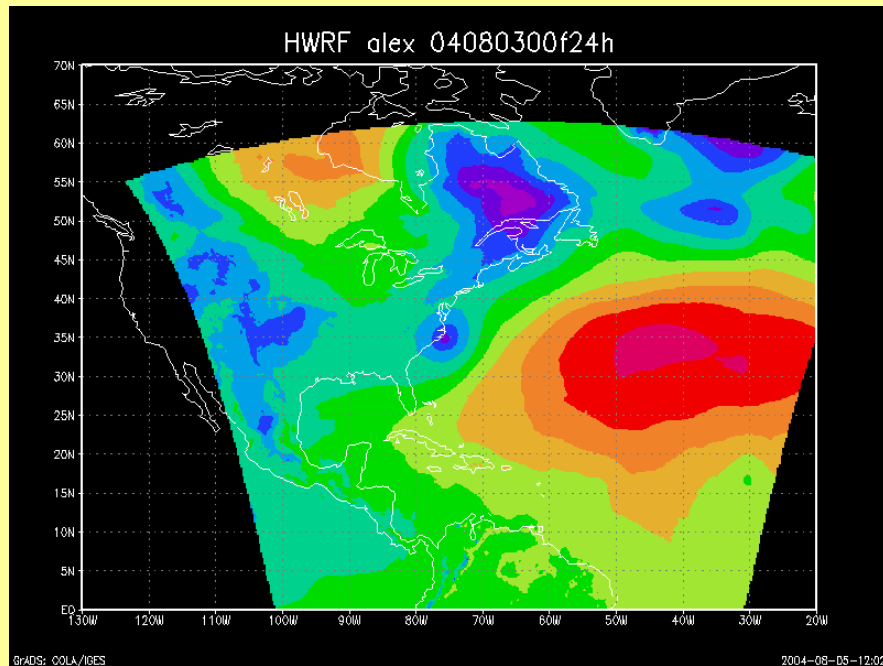 HWRF alex 04080300f24h
70N
65N
60N
55N
50N
45N
40N
35N
30N
25N
20N
15N
10N
5N
EQ
130W 120W 110W 100W 90W 80W 70W 60W 50W 40W 30W 20W
GrADS: COLA/IGES 2004-08-05-12:02